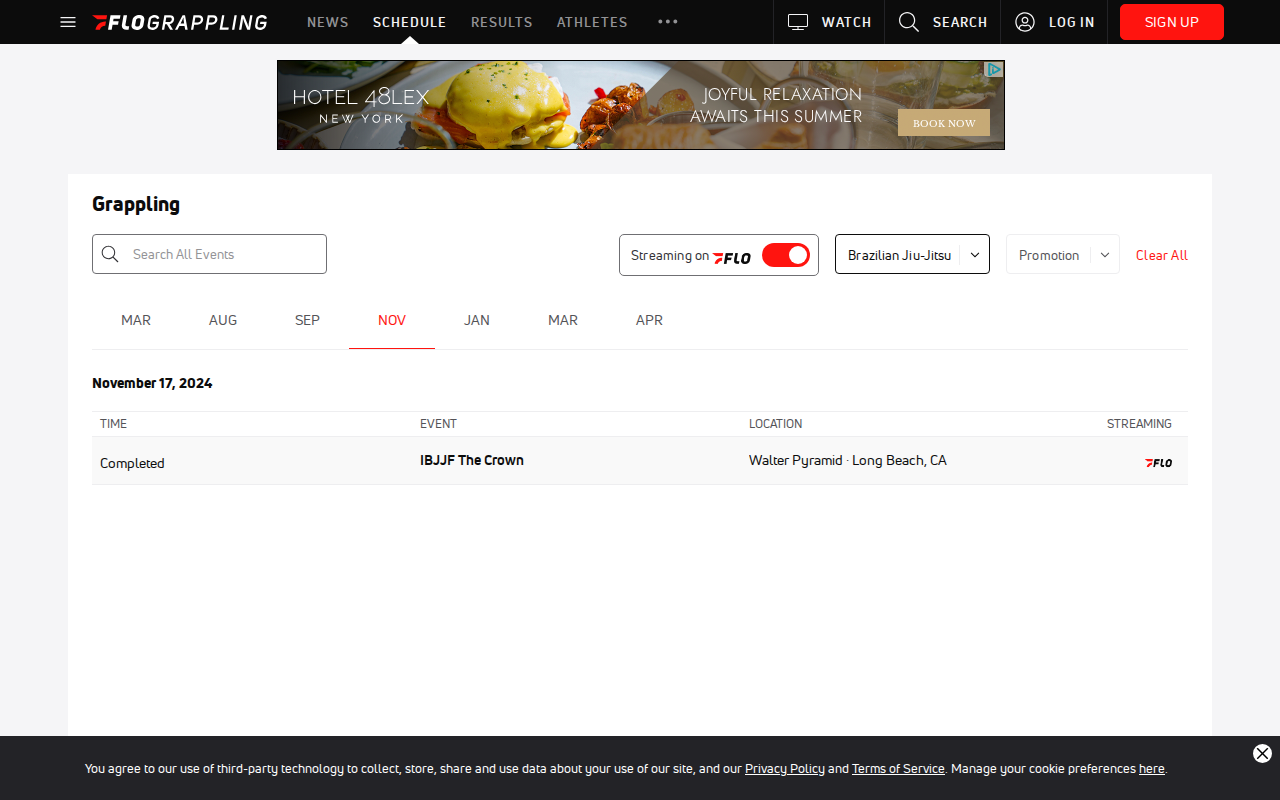 FLOGRAPPLING NEWS SCHEDULE RESULTS ATHLETES WATCH SEARCH LOG IN SIGN UP
HOTEL 48LEX
NEW YORK
JOYFUL RELAXATION
AWAITS THIS SUMMER
BOOK NOW
Grappling
Search All Events
Streaming on FLO
Brazilian Jiu-Jitsu
Promotion
Clear All
MAR AUG SEP NOV JAN MAR APR
November 17, 2024
TIME EVENT LOCATION STREAMING
Completed IBJJF The Crown Walter Pyramid · Long Beach, CA FLO
You agree to our use of third-party technology to collect, store, share and use data about your use of our site, and our Privacy Policy and Terms of Service. Manage your cookie preferences here.